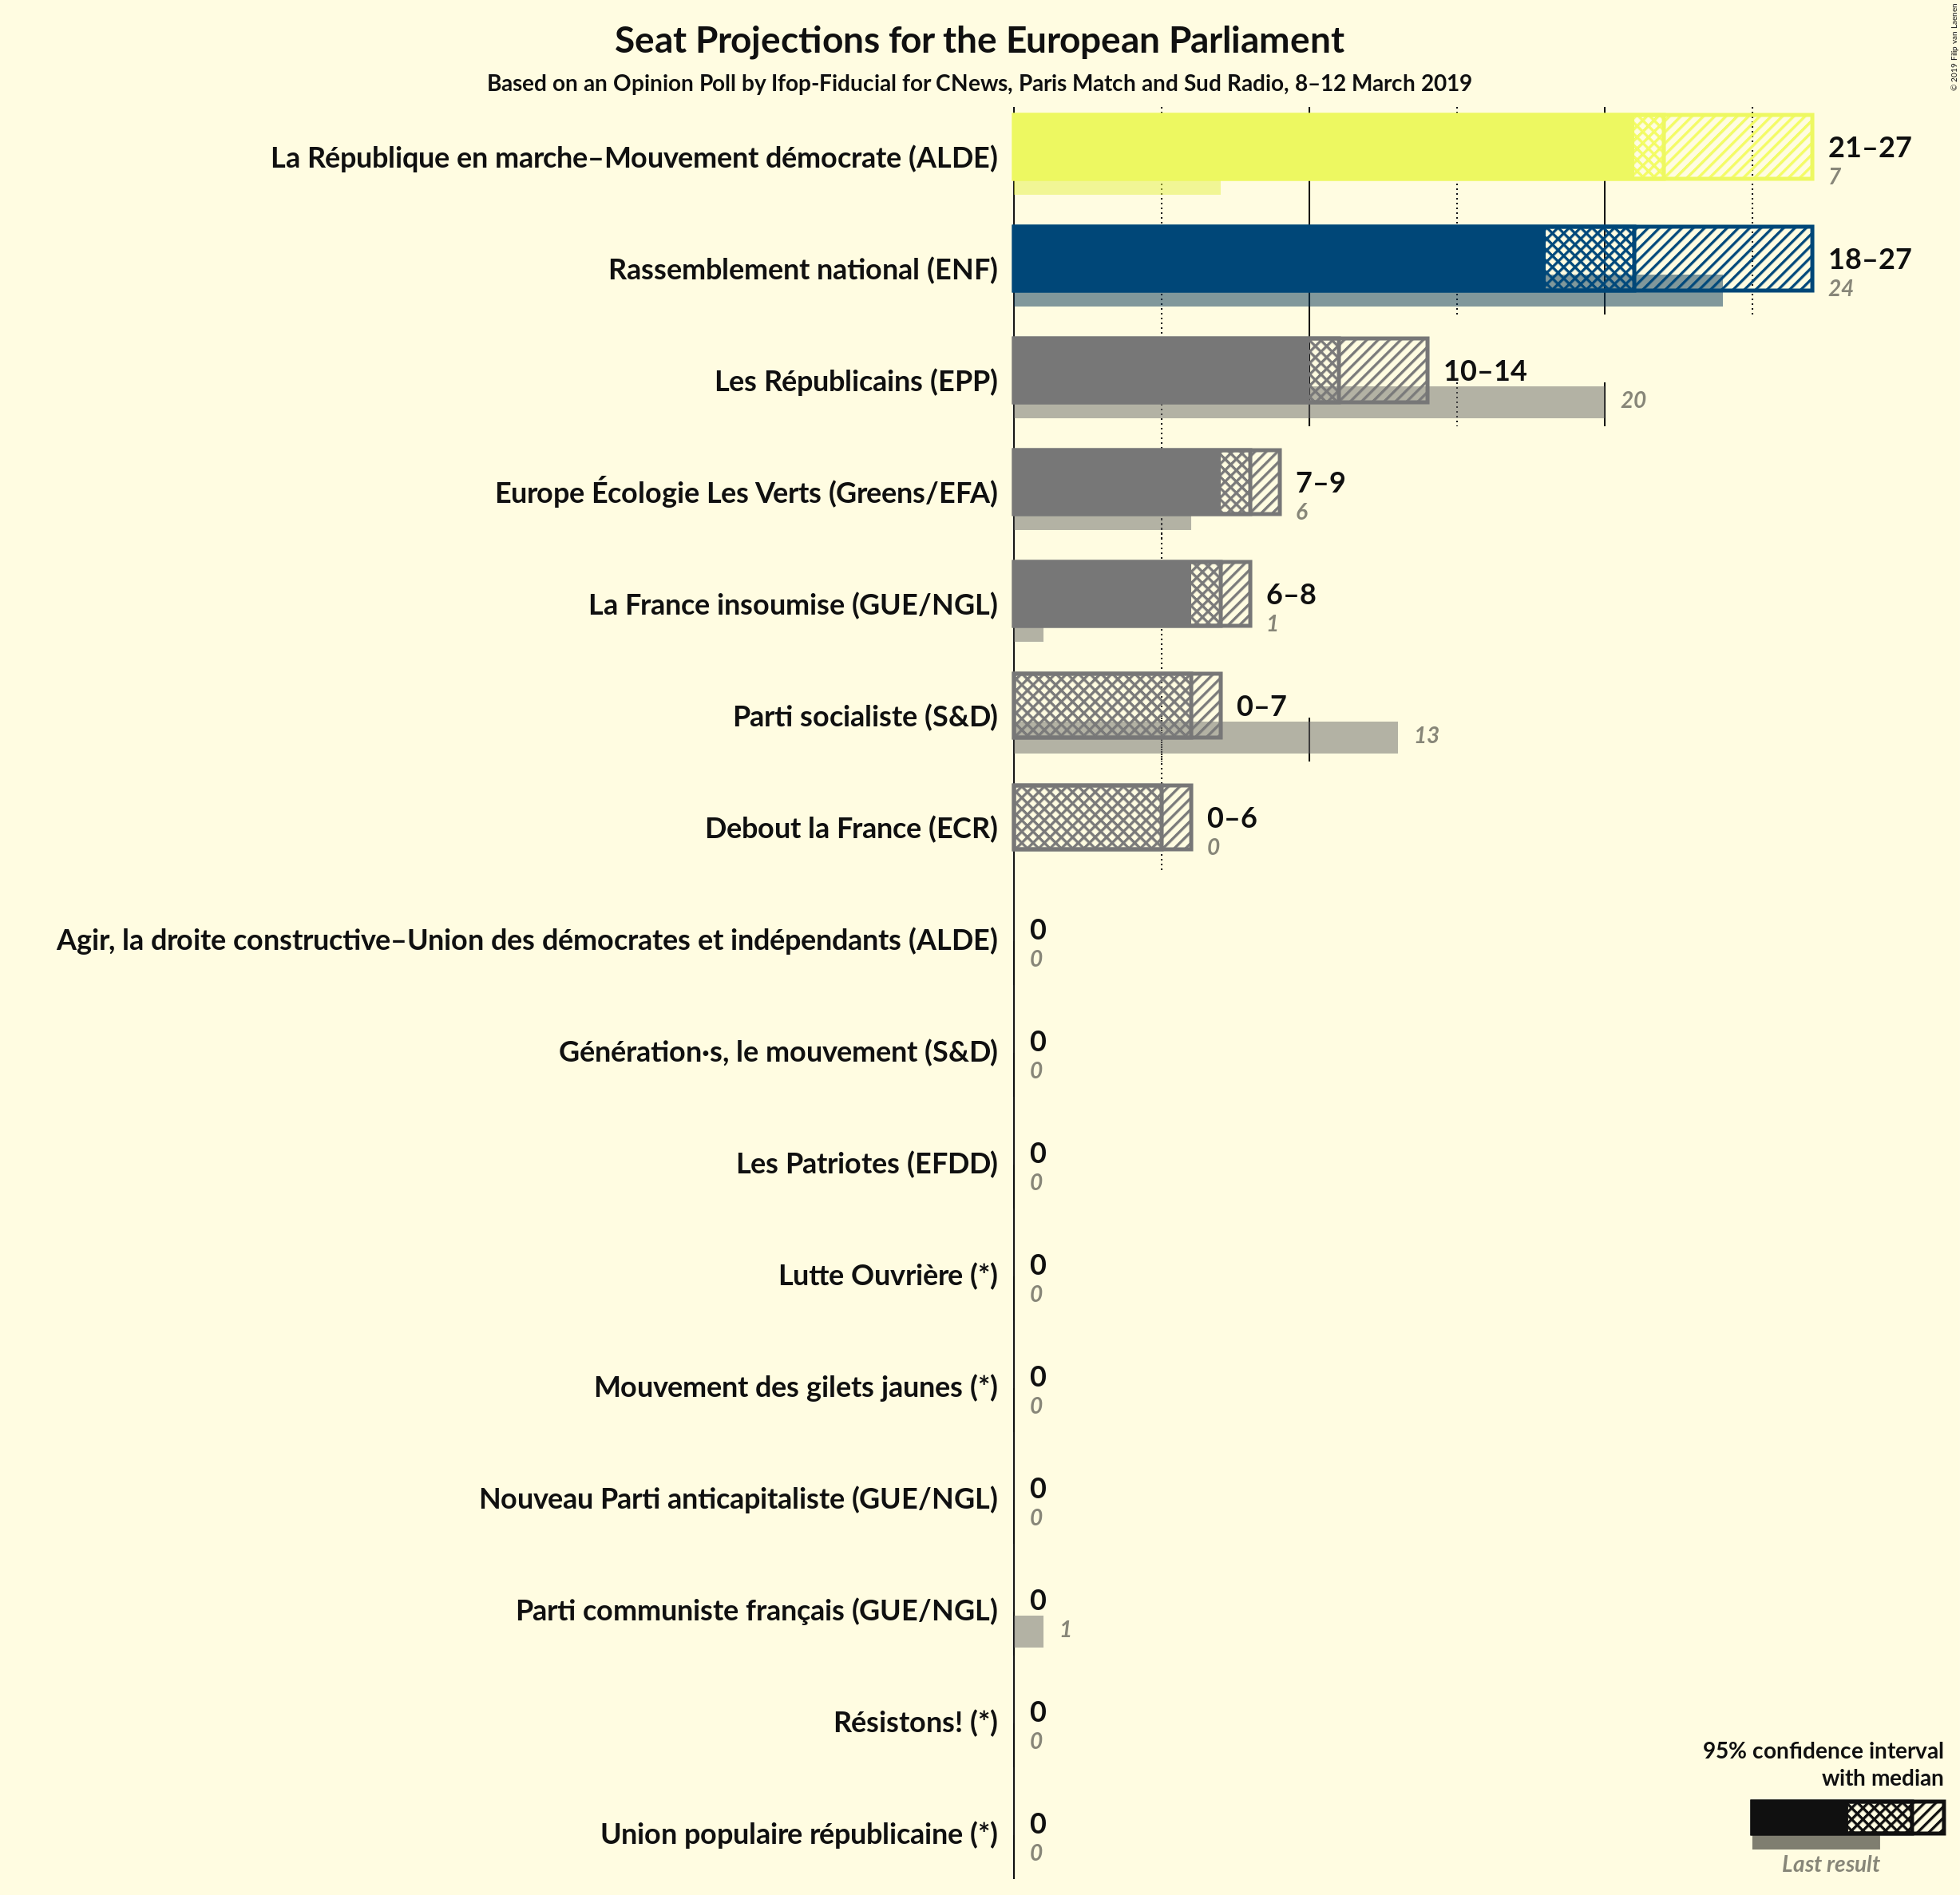 Seat Projections for the European Parliament
Based on an Opinion Poll by Ifop-Fiducial for CNews, Paris Match and Sud Radio, 8–12 March 2019
© 2019 Filip van Laenen
La République en marche–Mouvement démocrate (ALDE)
21–27
7
Rassemblement national (ENF)
18–27
24
Les Républicains (EPP)
10–14
20
Europe Écologie Les Verts (Greens/EFA)
7–9
6
La France insoumise (GUE/NGL)
6–8
1
Parti socialiste (S&D)
0–7
13
Debout la France (ECR)
0–6
0
Agir, la droite constructive–Union des démocrates et indépendants (ALDE)
0
0
Génération·s, le mouvement (S&D)
0
0
Les Patriotes (EFDD)
0
0
Lutte Ouvrière (*)
0
0
Mouvement des gilets jaunes (*)
0
0
Nouveau Parti anticapitaliste (GUE/NGL)
0
0
Parti communiste français (GUE/NGL)
0
1
Résistons! (*)
0
0
Union populaire républicaine (*)
0
0
95% confidence interval
with median
Last result